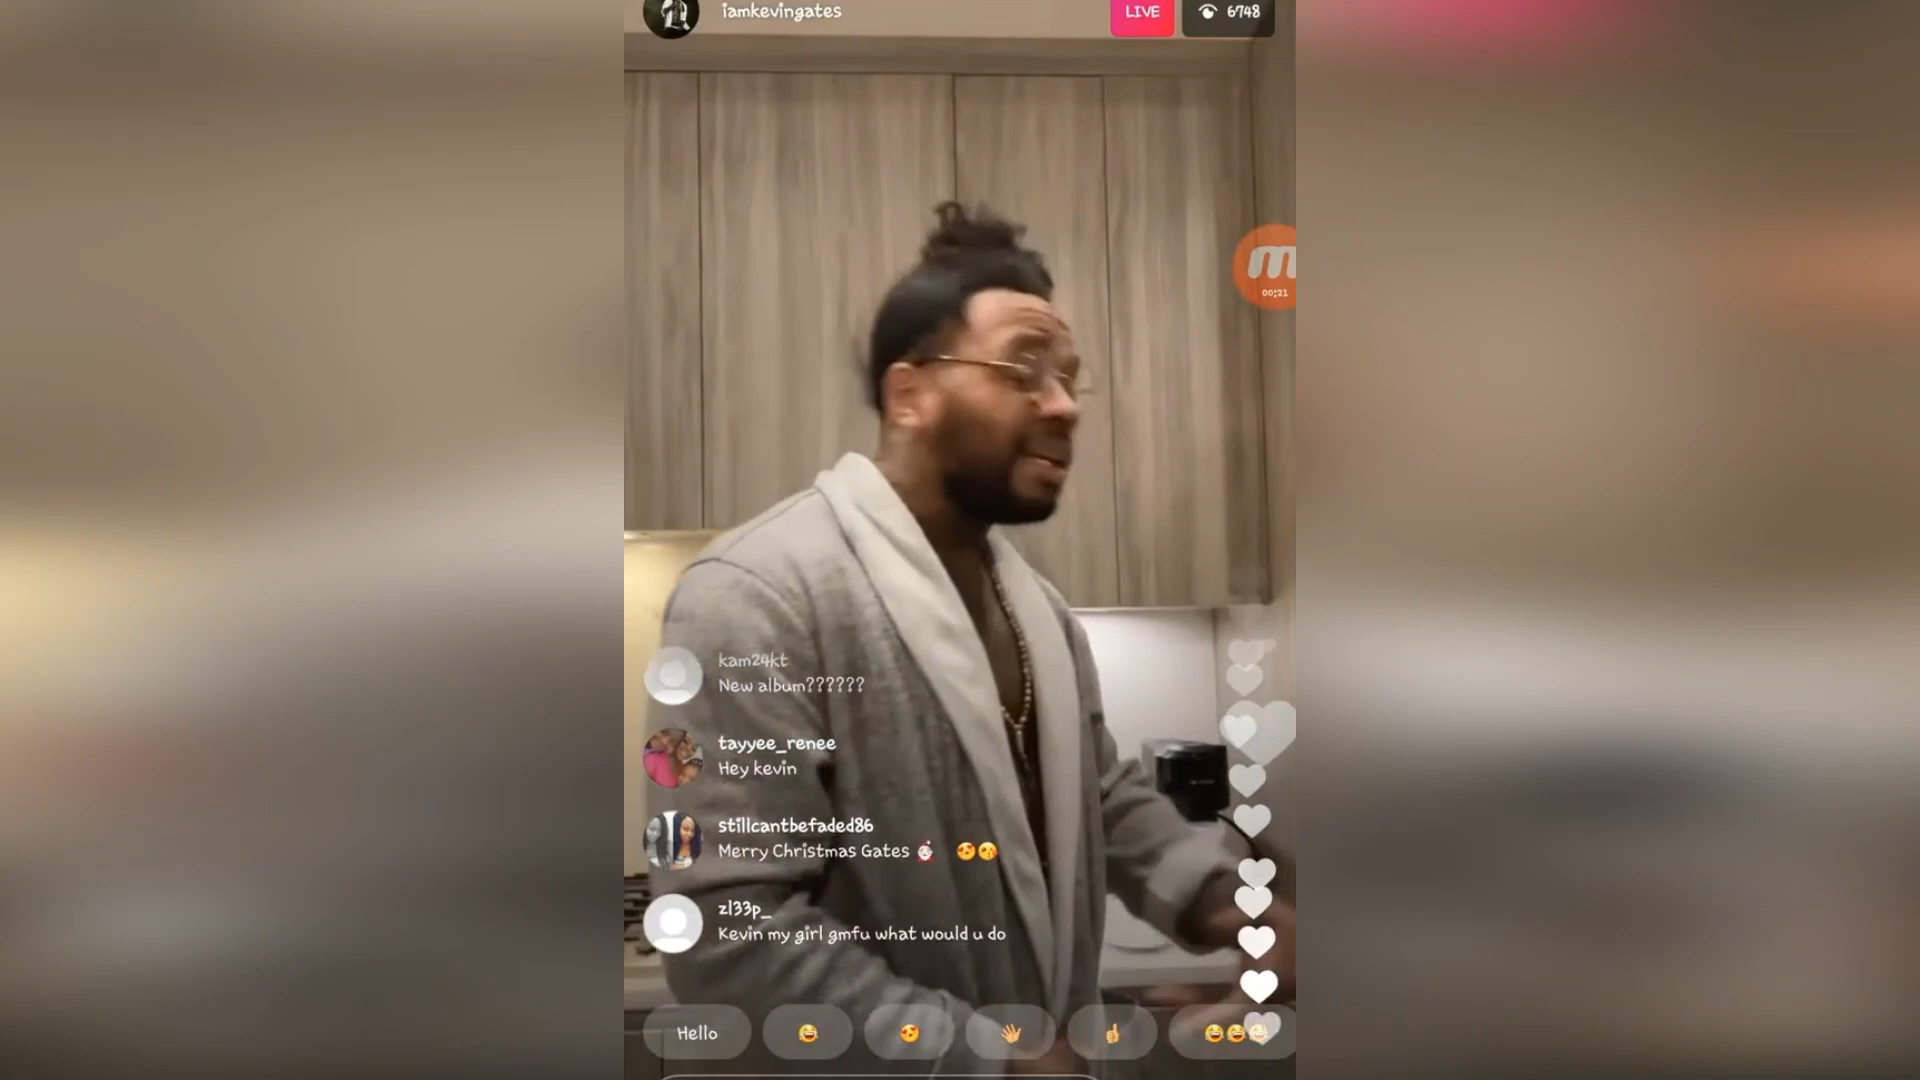 iamkevingates
LIVE
6748
m
00:21
kam24kt
New album??????
tayyee_renee
Hey kevin
stillcantbefaded86
Merry Christmas Gates 🎅 😍😘
zl33p_
Kevin my girl gmfu what would u do
Hello
😂
😍
👋
👍
😂😂😂